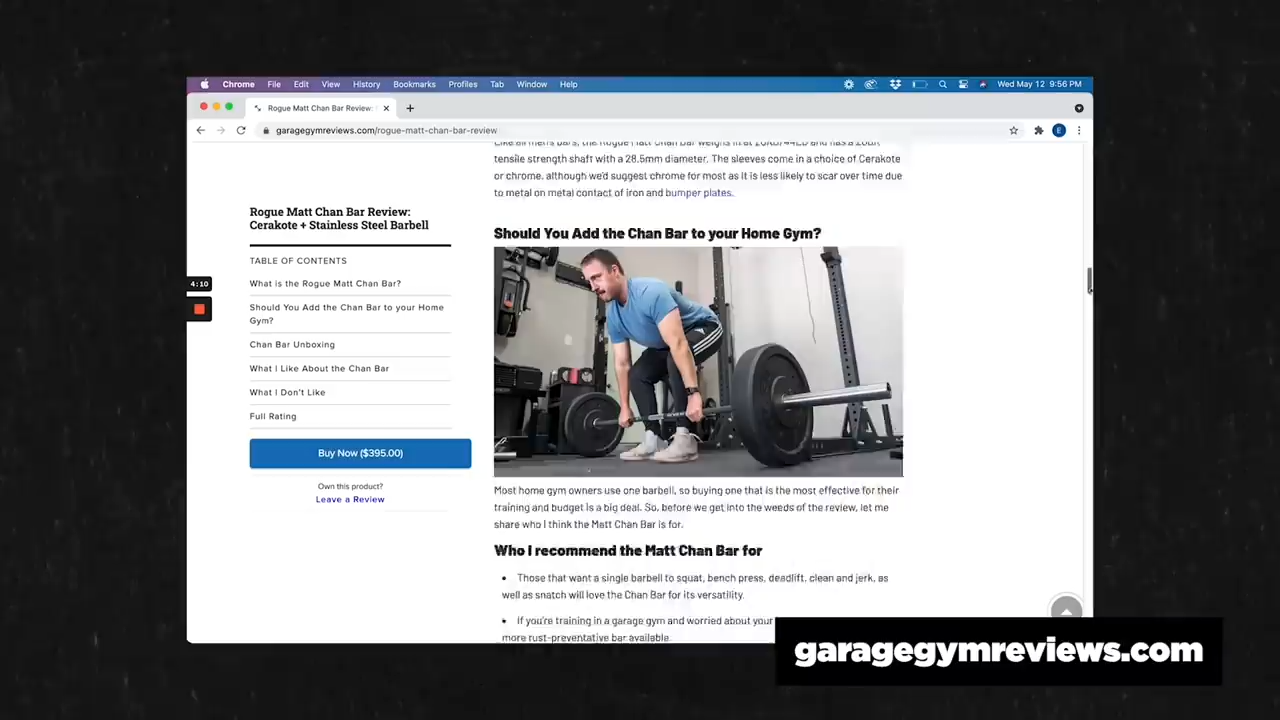 Chrome File Edit View History Bookmarks Profiles Tab Window Help Wed May 12 9:56 PM
Rogue Matt Chan Bar Review:
garagegymreviews.com/rogue-matt-chan-bar-review
E
tensile strength shaft with a 28.5mm diameter. The sleeves come in a choice of Cerakote
or chrome, although we'd suggest chrome for most as it is less likely to scar over time due
to metal on metal contact of iron and bumper plates.
Rogue Matt Chan Bar Review:
Cerakote + Stainless Steel Barbell
TABLE OF CONTENTS
What is the Rogue Matt Chan Bar?
Should You Add the Chan Bar to your Home
Gym?
Chan Bar Unboxing
What I Like About the Chan Bar
What I Don't Like
Full Rating
Buy Now ($395.00)
Own this product?
Leave a Review
4:10
Should You Add the Chan Bar to your Home Gym?
Most home gym owners use one barbell, so buying one that is the most effective for their
training and budget is a big deal. So, before we get into the weeds of the review, let me
share who I think the Matt Chan Bar is for.
Who I recommend the Matt Chan Bar for
• Those that want a single barbell to squat, bench press, deadlift, clean and jerk, as
well as snatch will love the Chan Bar for its versatility.
• If you're training in a garage gym and worried about your
more rust-preventative bar available.
garagegymreviews.com